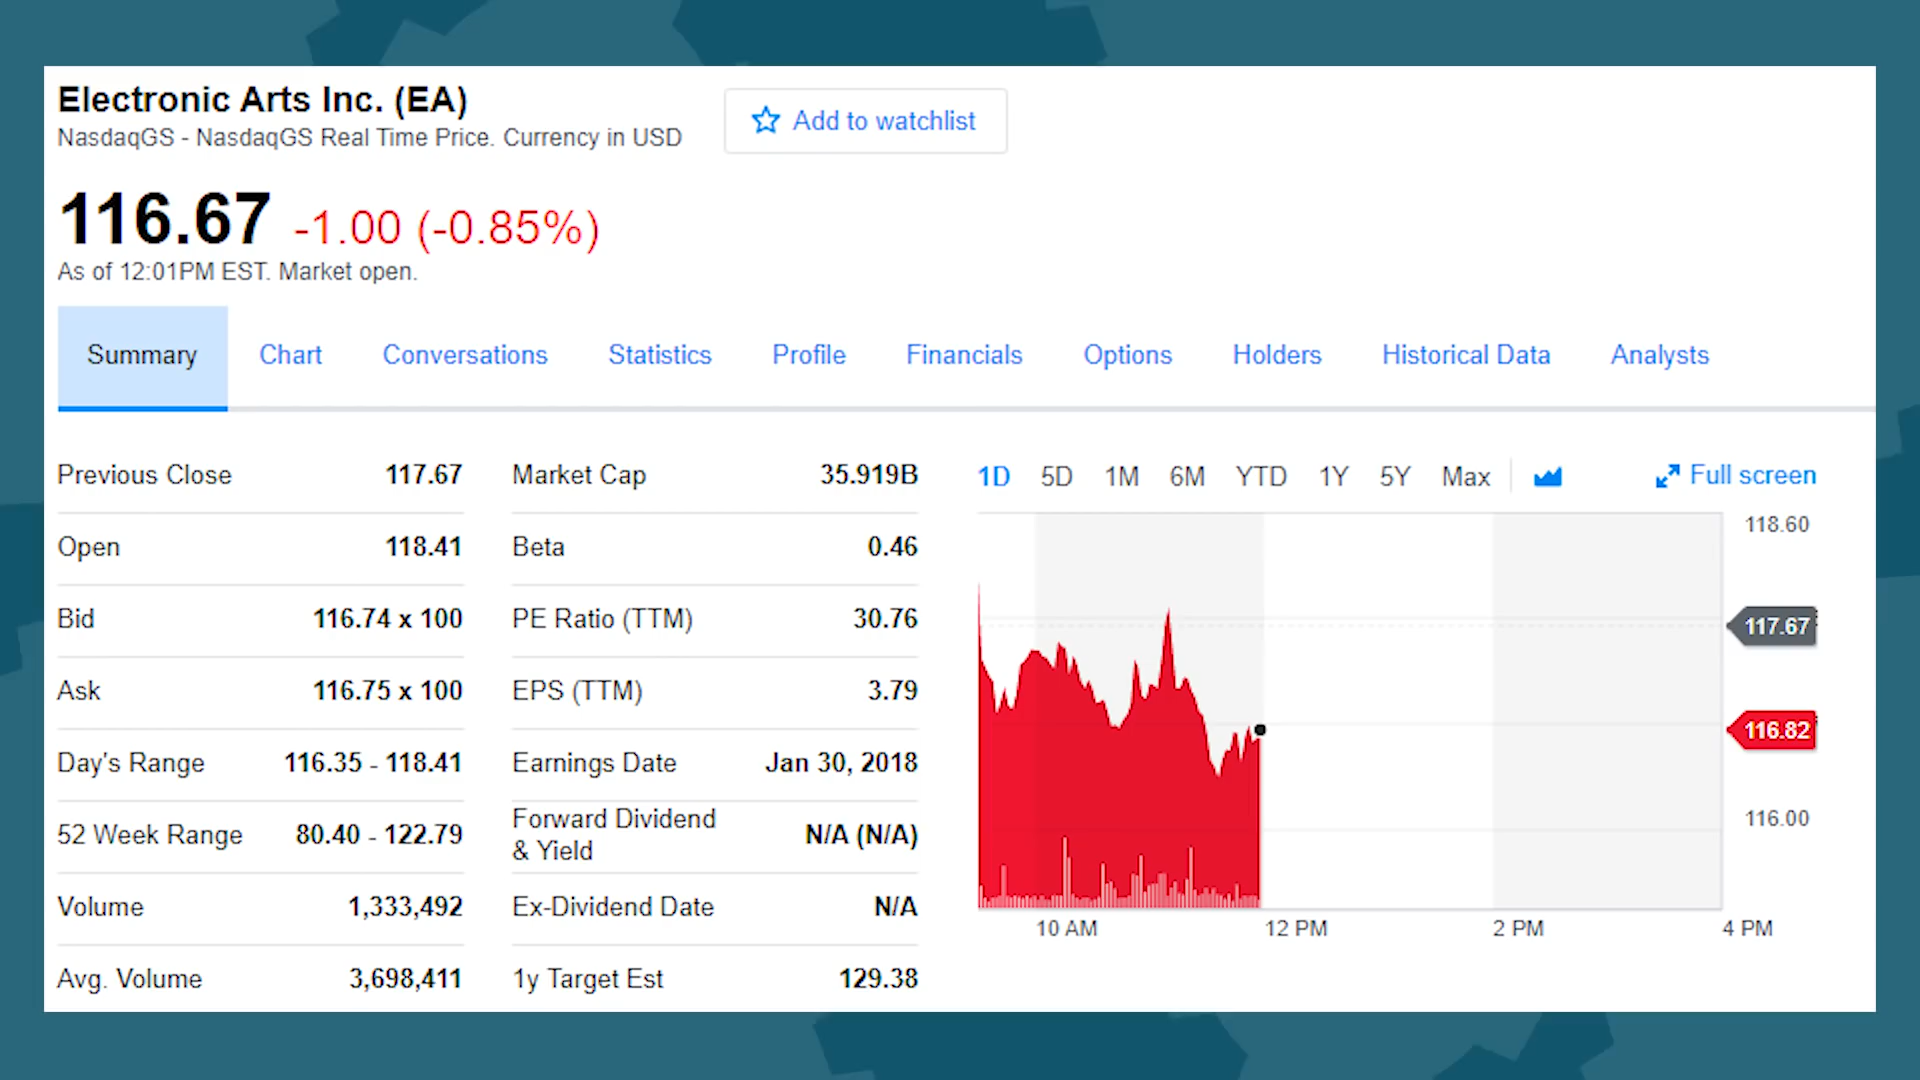 Electronic Arts Inc. (EA)
NasdaqGS - NasdaqGS Real Time Price. Currency in USD
Add to watchlist
116.67 -1.00 (-0.85%)
As of 12:01PM EST. Market open.
Summary Chart Conversations Statistics Profile Financials Options Holders Historical Data Analysts
Previous Close 117.67
Open 118.41
Bid 116.74 x 100
Ask 116.75 x 100
Day's Range 116.35 - 118.41
52 Week Range 80.40 - 122.79
Volume 1,333,492
Avg. Volume 3,698,411
Market Cap 35.919B
Beta 0.46
PE Ratio (TTM) 30.76
EPS (TTM) 3.79
Earnings Date Jan 30, 2018
Forward Dividend
& Yield N/A (N/A)
Ex-Dividend Date N/A
1y Target Est 129.38
1D 5D 1M 6M YTD 1Y 5Y Max Full screen
118.60
117.67
116.82
116.00
10 AM 12 PM 2 PM 4 PM